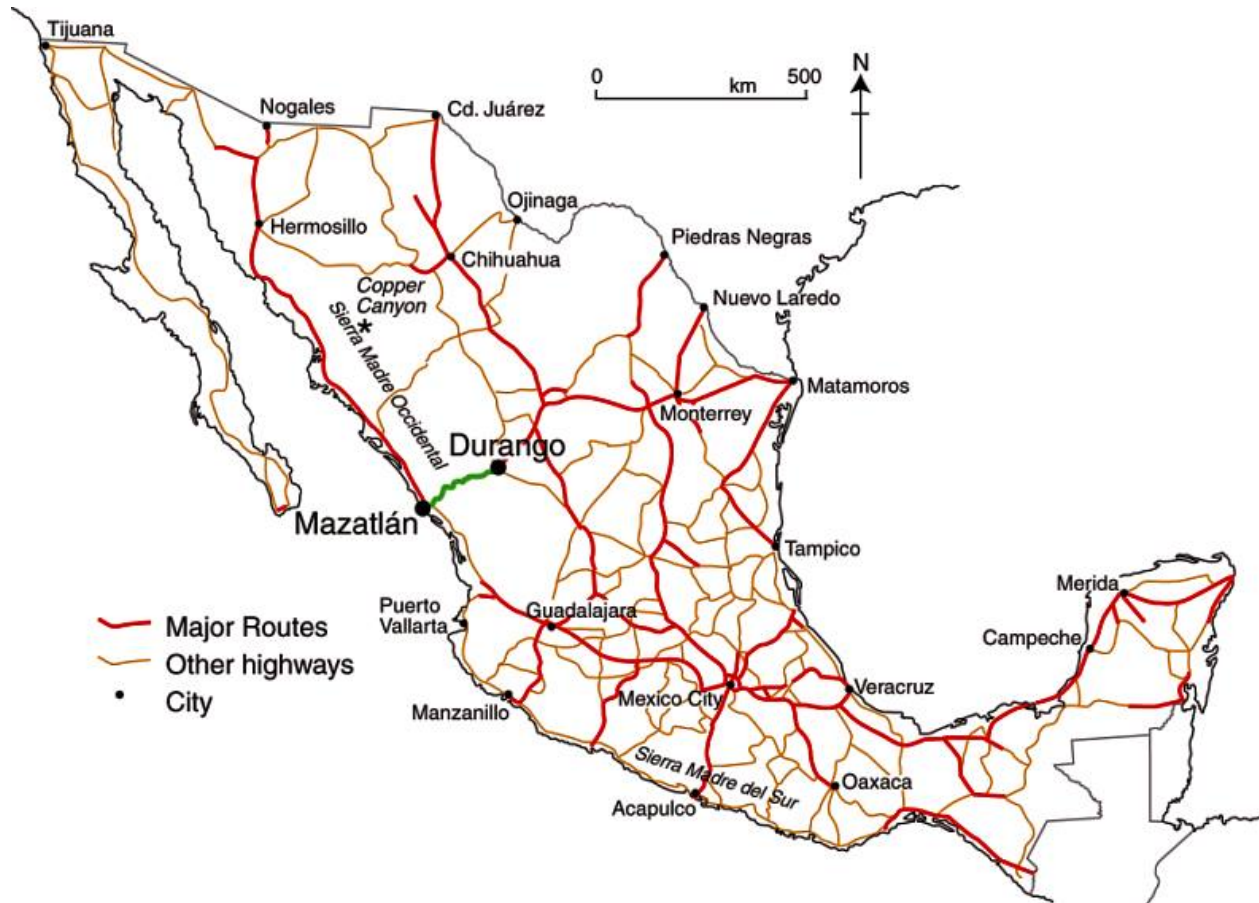 Tijuana
Nogales
Cd. Juárez
0
500
km
N
Hermosillo
Chihuahua
Ojinaga
Piedras Negras
Nuevo Laredo
Copper
Canyon
*
Sierra Madre Occidental
Matamoros
Monterrey
Durango
Mazatlán
Tampico
Merida
Puerto
Vallarta
Guadalajara
Campeche
Major Routes
Other highways
City
Manzanillo
Mexico City
Veracruz
Sierra Madre del Sur
Oaxaca
Acapulco